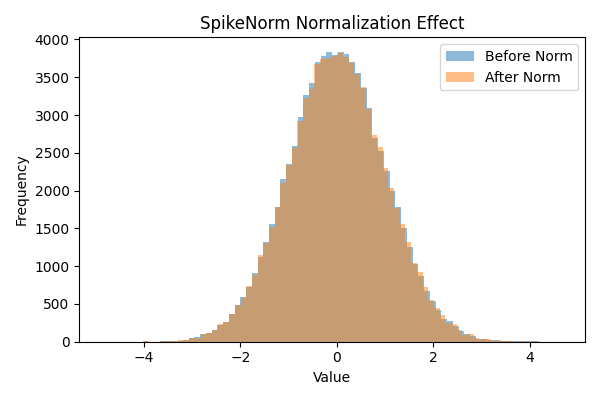 SpikeNorm Normalization Effect
Before Norm
After Norm
Frequency
4000
3500
3000
2500
2000
1500
1000
500
0
−4
−2
0
2
4
Value